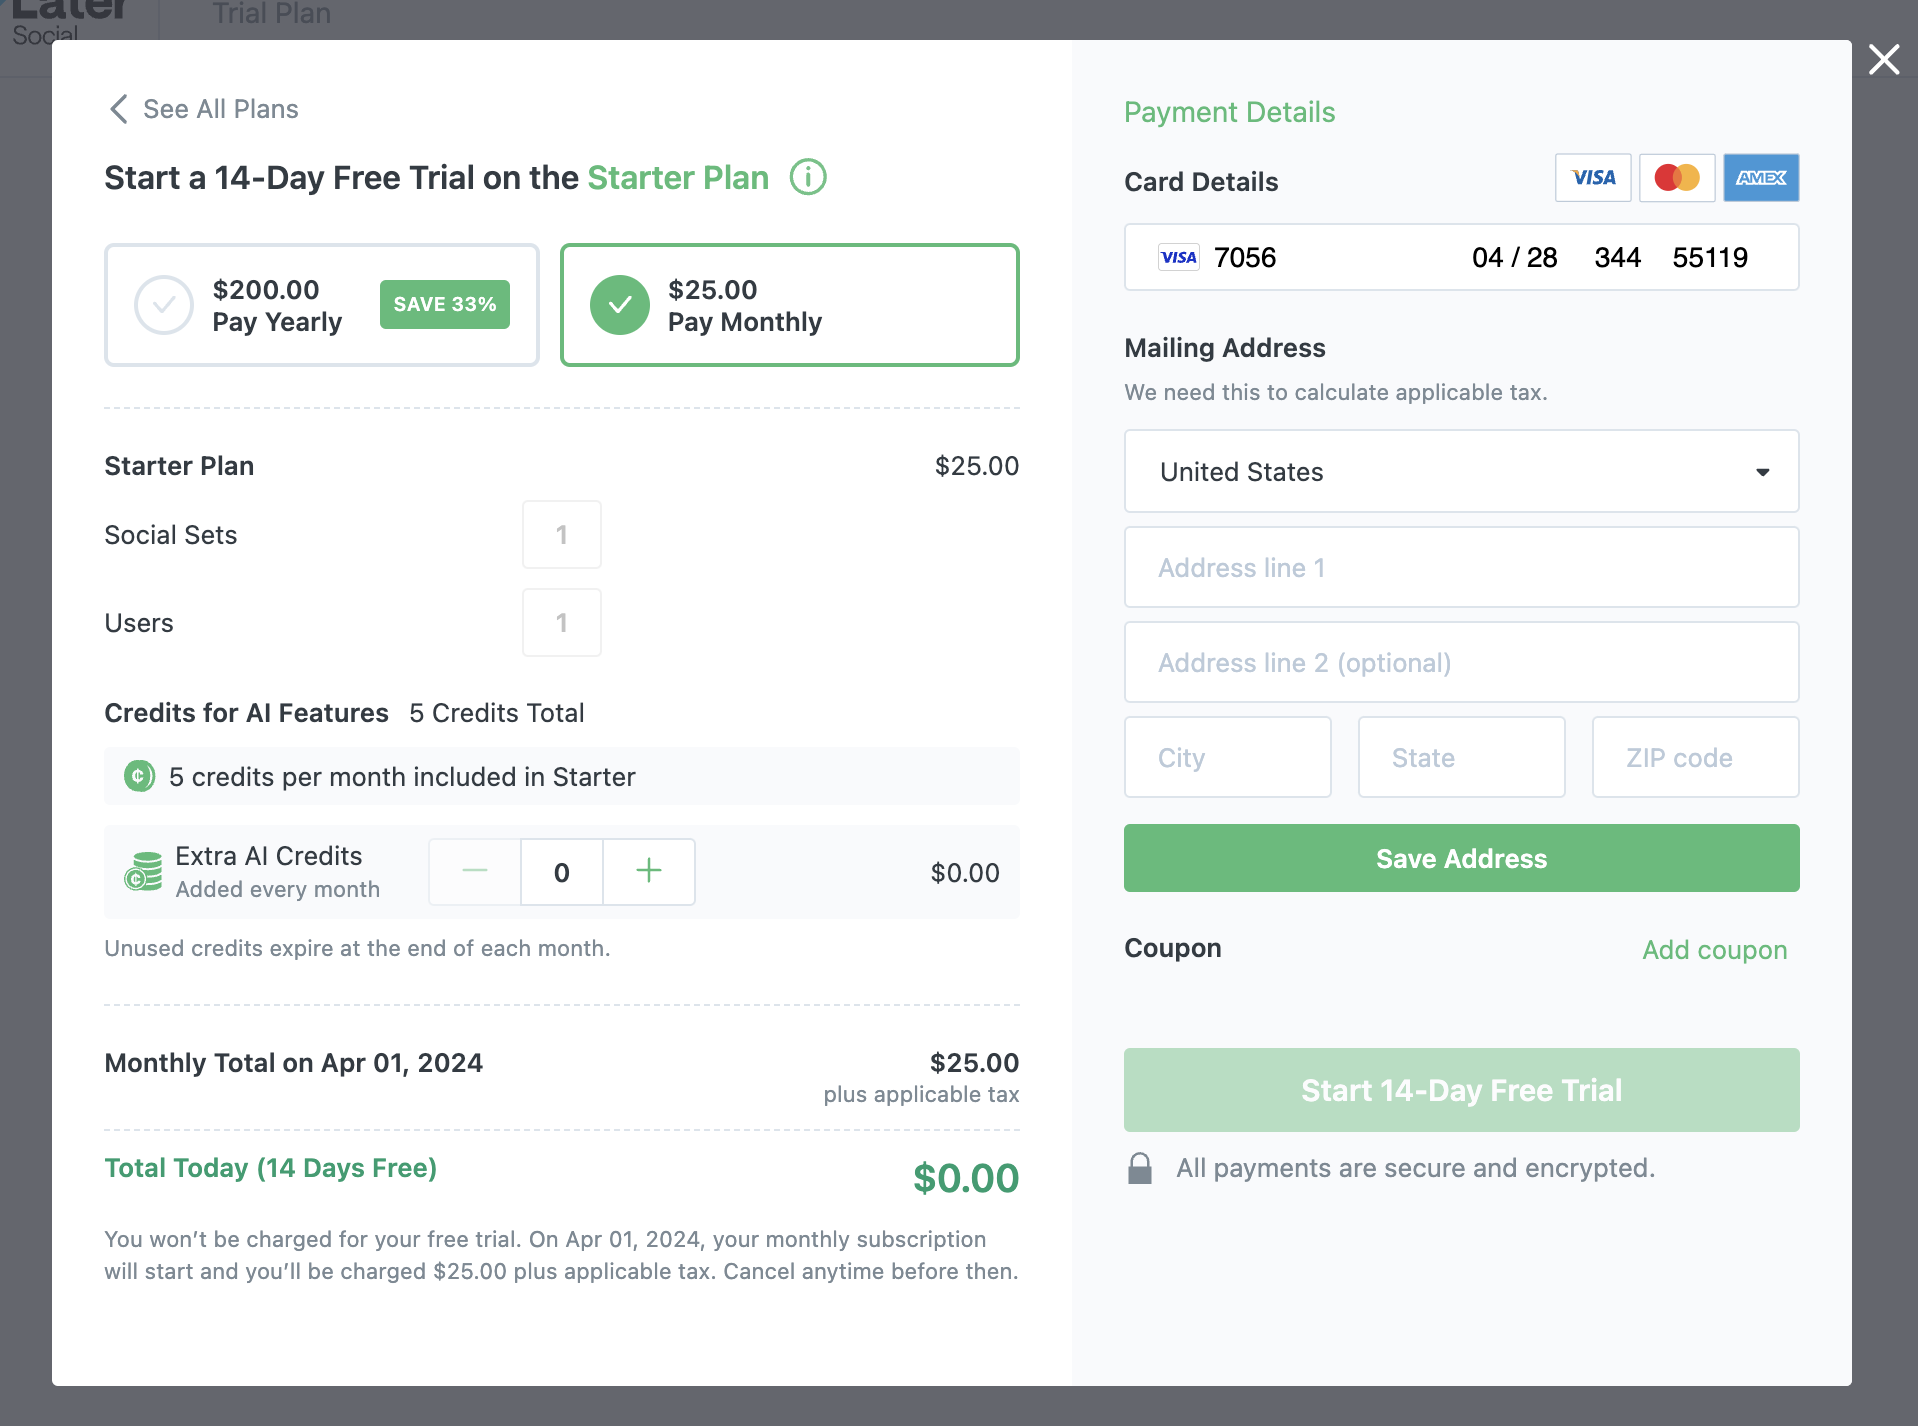 Later
Social
Trial Plan
See All Plans
Start a 14-Day Free Trial on the Starter Plan
$200.00
Pay Yearly
SAVE 33%
$25.00
Pay Monthly
Starter Plan $25.00
Social Sets 1
Users 1
Credits for AI Features 5 Credits Total
5 credits per month included in Starter
Extra AI Credits
Added every month
0
$0.00
Unused credits expire at the end of each month.
Monthly Total on Apr 01, 2024 $25.00
plus applicable tax
Total Today (14 Days Free) $0.00
You won’t be charged for your free trial. On Apr 01, 2024, your monthly subscription
will start and you’ll be charged $25.00 plus applicable tax. Cancel anytime before then.
Payment Details
Card Details VISA AMEX
VISA 7056 04 / 28 344 55119
Mailing Address
We need this to calculate applicable tax.
United States
Address line 1
Address line 2 (optional)
City State ZIP code
Save Address
Coupon Add coupon
Start 14-Day Free Trial
All payments are secure and encrypted.